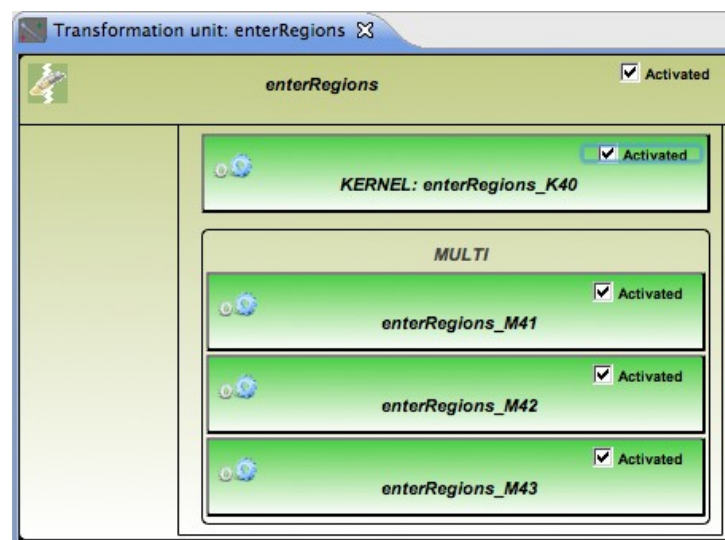 Transformation unit: enterRegions
enterRegions
Activated
Activated
KERNEL: enterRegions_K40
MULTI
Activated
enterRegions_M41
Activated
enterRegions_M42
Activated
enterRegions_M43